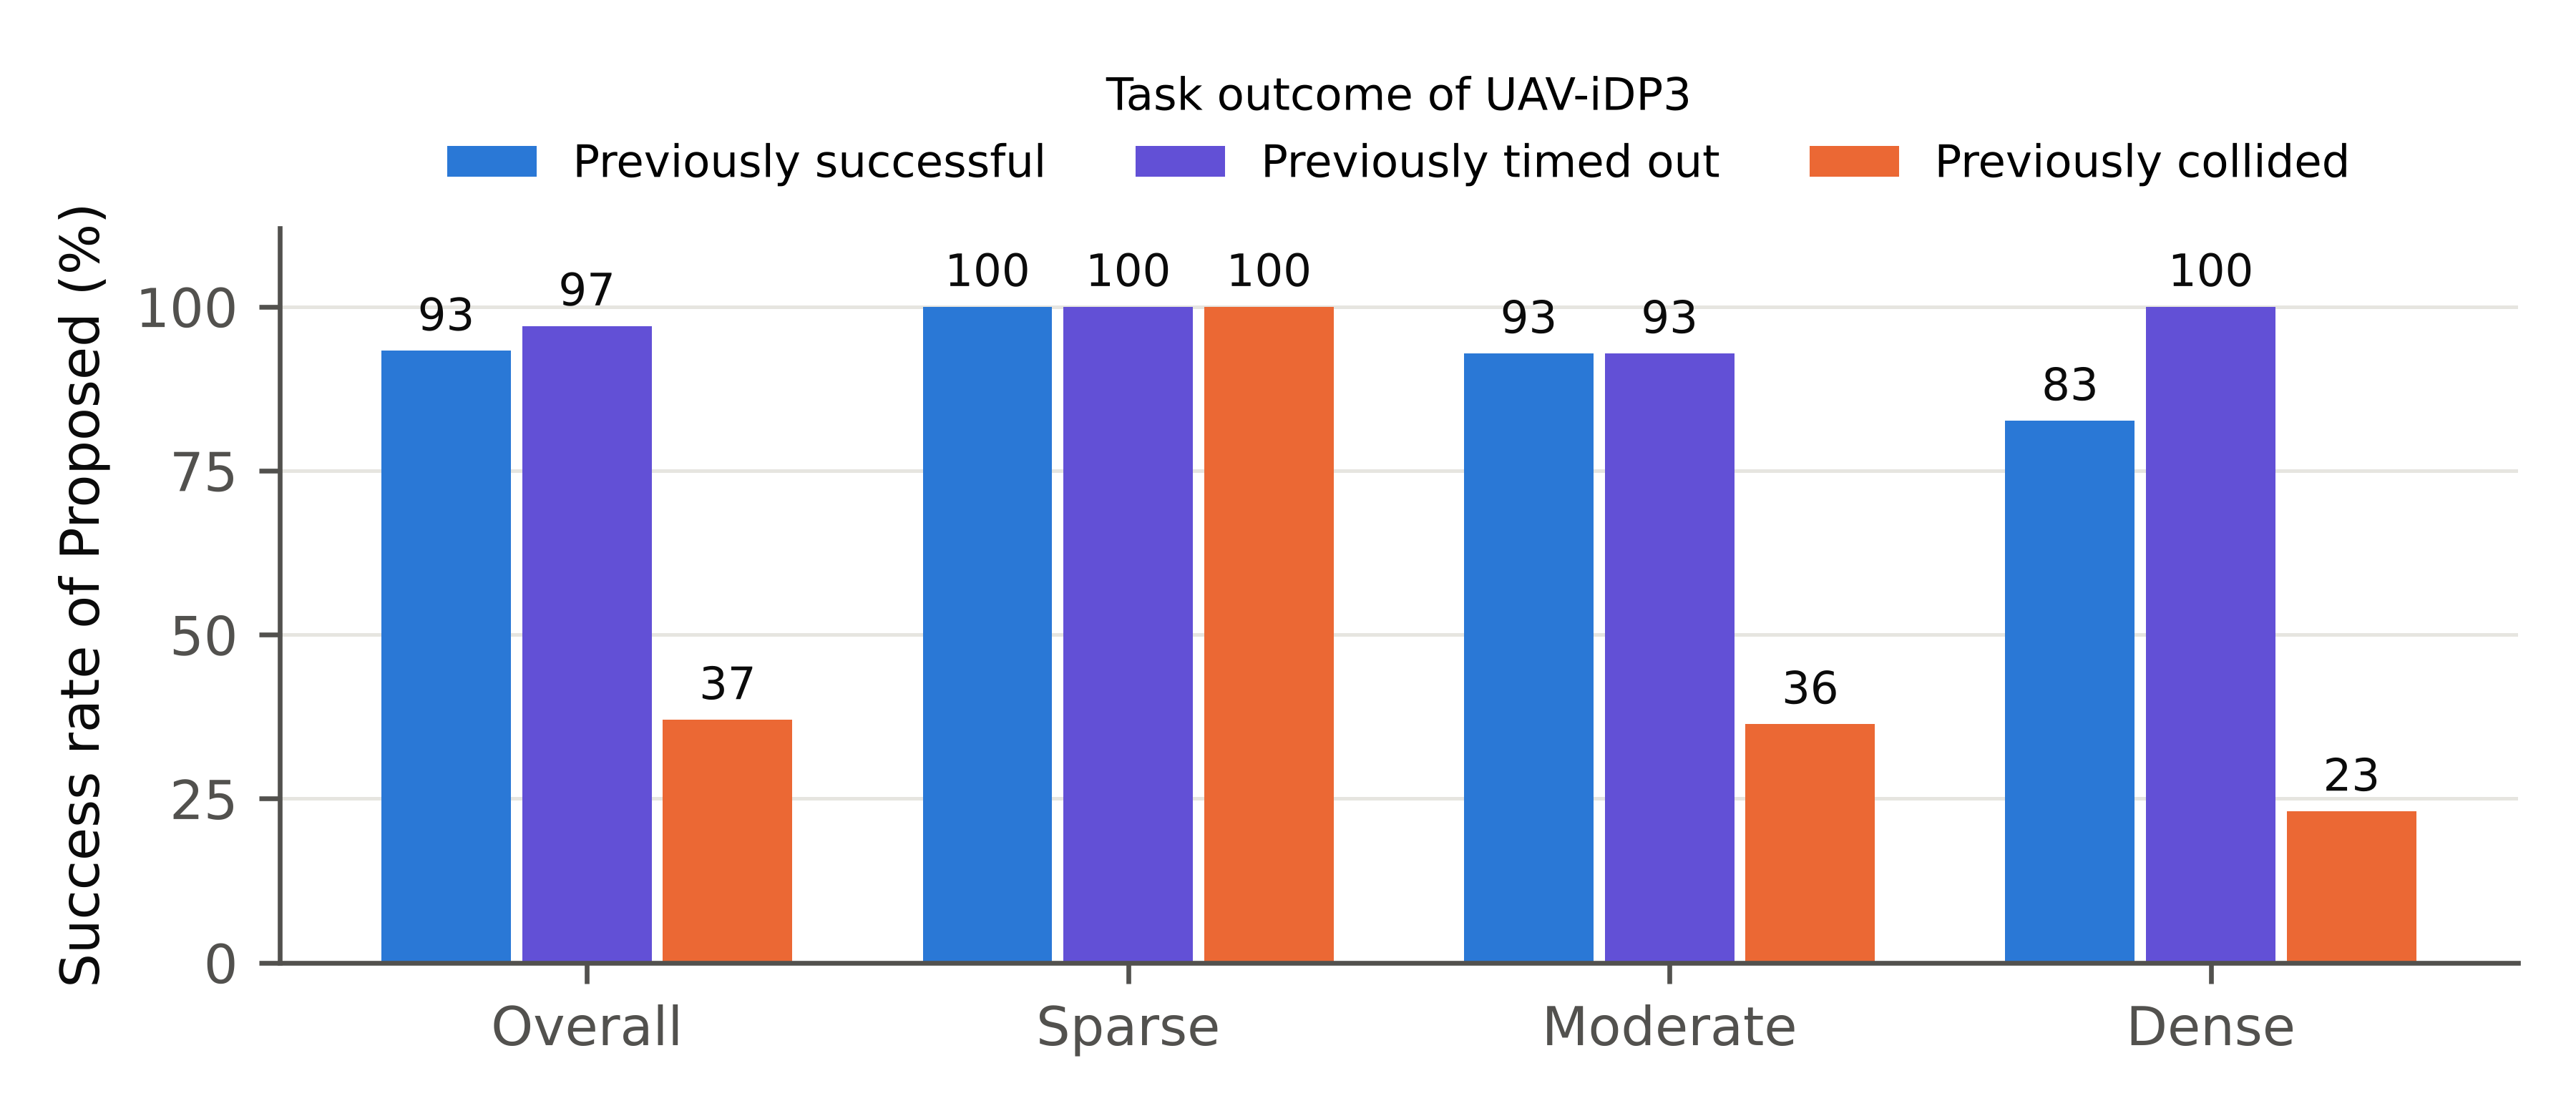 Task outcome of UAV-iDP3
Previously successful
Previously timed out
Previously collided
Success rate of Proposed (%)
100
75
50
25
0
93
97
37
100
100
100
93
93
36
83
100
23
Overall
Sparse
Moderate
Dense